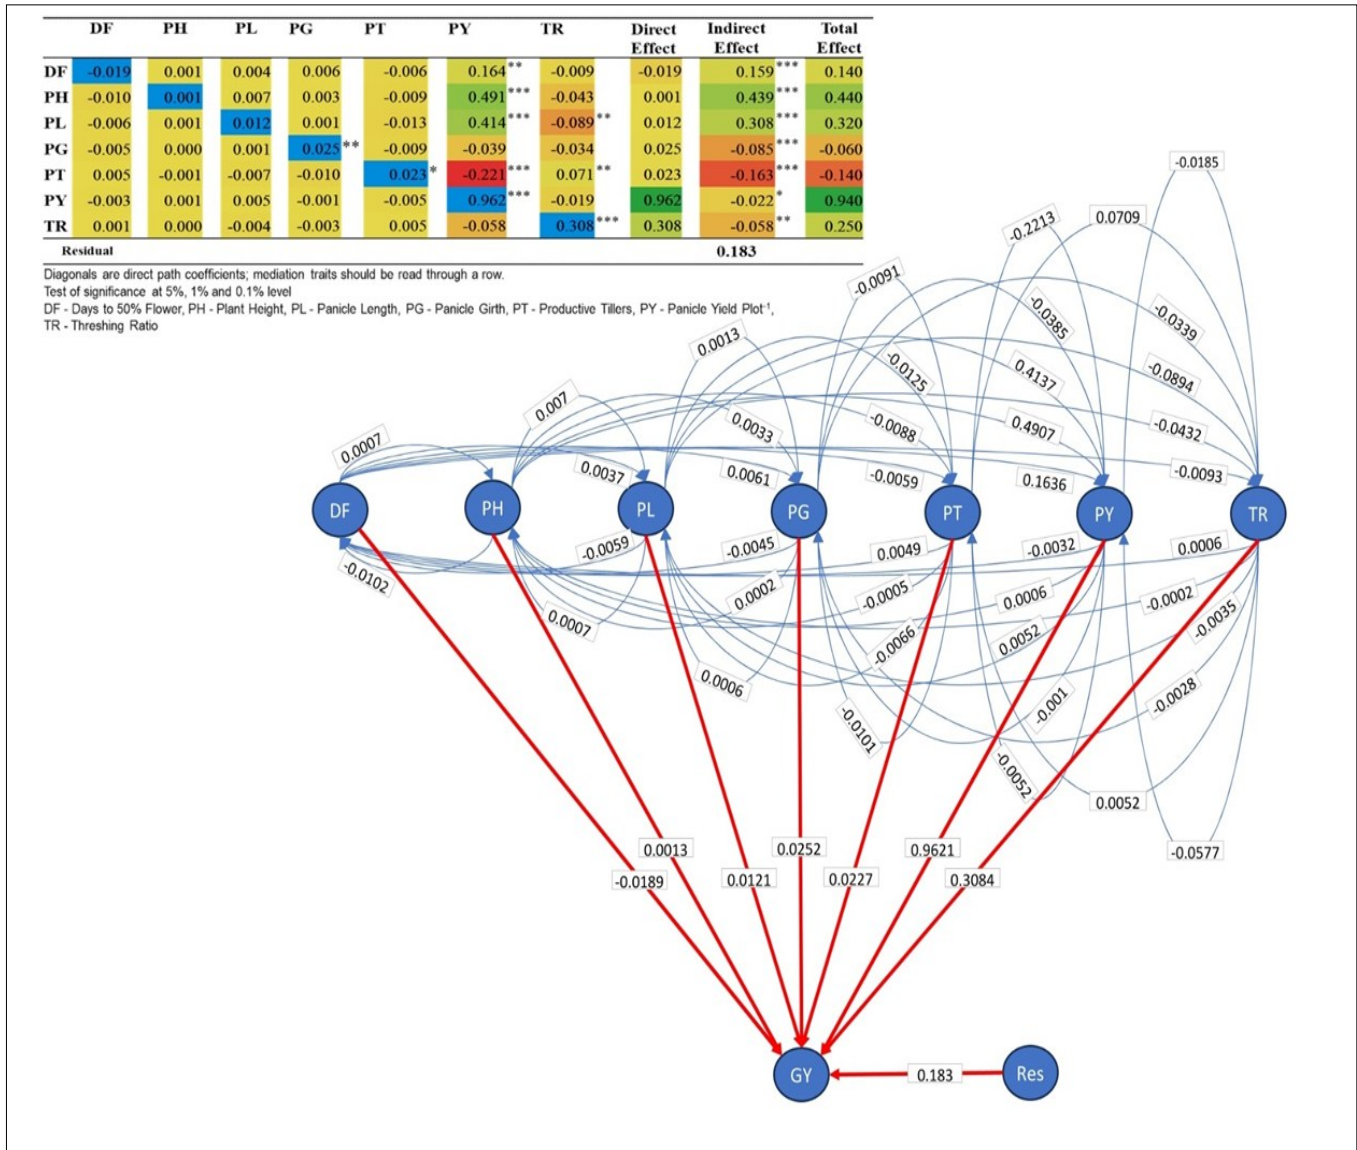 DF PH PL PG PT PY TR Direct Effect Indirect Effect Total Effect
DF -0.019 0.001 0.004 0.006 -0.006 0.164** -0.009 -0.019 0.159*** 0.140
PH -0.010 0.001 0.007 0.003 -0.009 0.491*** -0.043 0.001 0.439*** 0.440
PL -0.006 0.001 0.012 0.001 -0.013 0.414*** -0.089** 0.012 0.308*** 0.320
PG -0.005 0.000 0.001 0.025** -0.009 -0.039 -0.034 0.025 -0.085*** -0.060
PT 0.005 -0.001 -0.007 -0.010 0.023* -0.221*** 0.071** 0.023 -0.163*** -0.140
PY -0.003 0.001 0.005 -0.001 -0.005 0.962*** -0.019 0.962 -0.022* 0.940
TR 0.001 0.000 -0.004 -0.003 0.005 -0.058 0.308*** 0.308 -0.058** 0.250
Residual 0.183
Diagonals are direct path coefficients; mediation traits should be read through a row.
Test of significance at 5%, 1% and 0.1% level
DF - Days to 50% Flower, PH - Plant Height, PL - Panicle Length, PG - Panicle Girth, PT - Productive Tillers, PY - Panicle Yield Plot⁻¹,
TR - Threshing Ratio
-0.0185
-0.2213 0.0709
-0.0091 -0.0385 -0.0339
0.0013 -0.0125 0.4137 -0.0894
0.007 0.0033 -0.0088 0.4907 -0.0432
0.0007 0.0037 0.0061 -0.0059 0.1636 -0.0093
DF PH PL PG PT PY TR
-0.0102 -0.0059 -0.0045 0.0049 -0.0032 0.0006
0.0007 0.0002 -0.0005 0.0006 -0.0002
0.0006 -0.0066 0.0052 -0.0035
-0.0101 -0.001 -0.0028
-0.0052 0.0052
-0.0577
0.0013 0.0252 0.9621
-0.0189 0.0121 0.0227 0.3084
GY 0.183 Res